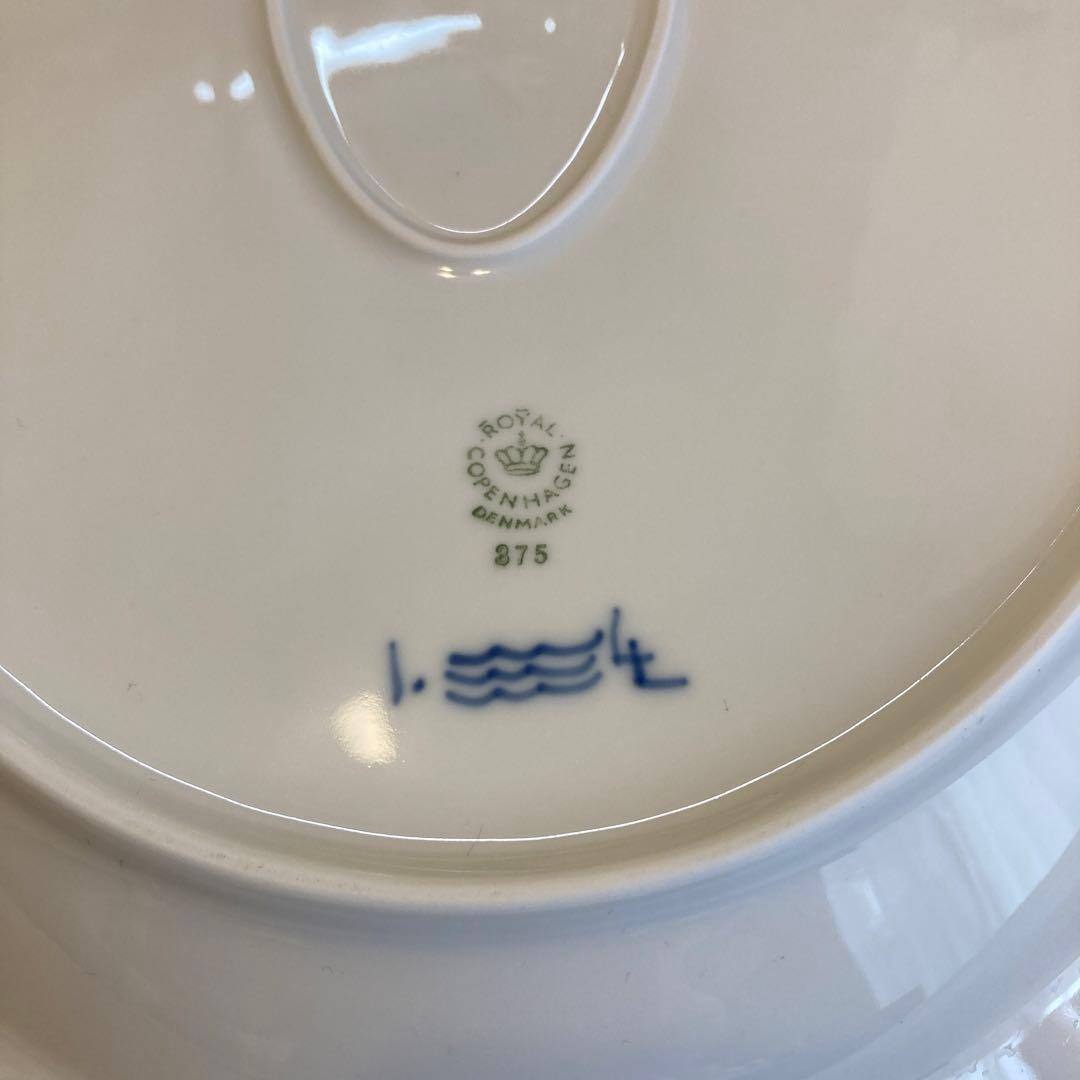 ROYAL
COPENHAGEN
DENMARK
375